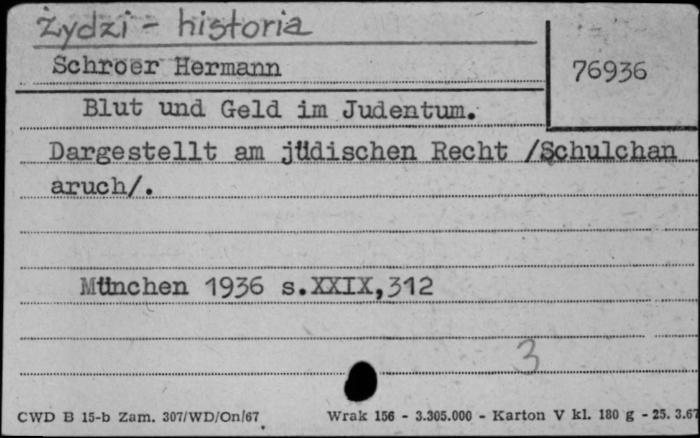 Żydzi - historia
Schroer Hermann
76936
Blut und Geld im Judentum.
Dargestellt am jüdischen Recht /Schulchan
aruch/.
München 1936 s.XXIX,312
3
CWD B 15-b Zam. 307/WD/On/67 Wrak 156 - 3.305.000 - Karton V kl. 180 g - 25. 3.67